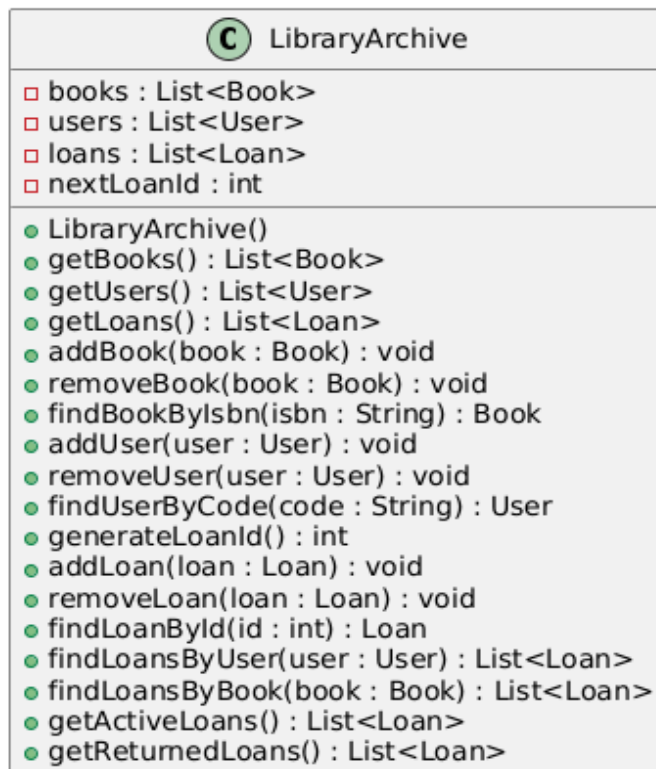 C LibraryArchive
books : List<Book>
users : List<User>
loans : List<Loan>
nextLoanId : int
LibraryArchive()
getBooks() : List<Book>
getUsers() : List<User>
getLoans() : List<Loan>
addBook(book : Book) : void
removeBook(book : Book) : void
findBookByIsbn(isbn : String) : Book
addUser(user : User) : void
removeUser(user : User) : void
findUserByCode(code : String) : User
generateLoanId() : int
addLoan(loan : Loan) : void
removeLoan(loan : Loan) : void
findLoanById(id : int) : Loan
findLoansByUser(user : User) : List<Loan>
findLoansByBook(book : Book) : List<Loan>
getActiveLoans() : List<Loan>
getReturnedLoans() : List<Loan>